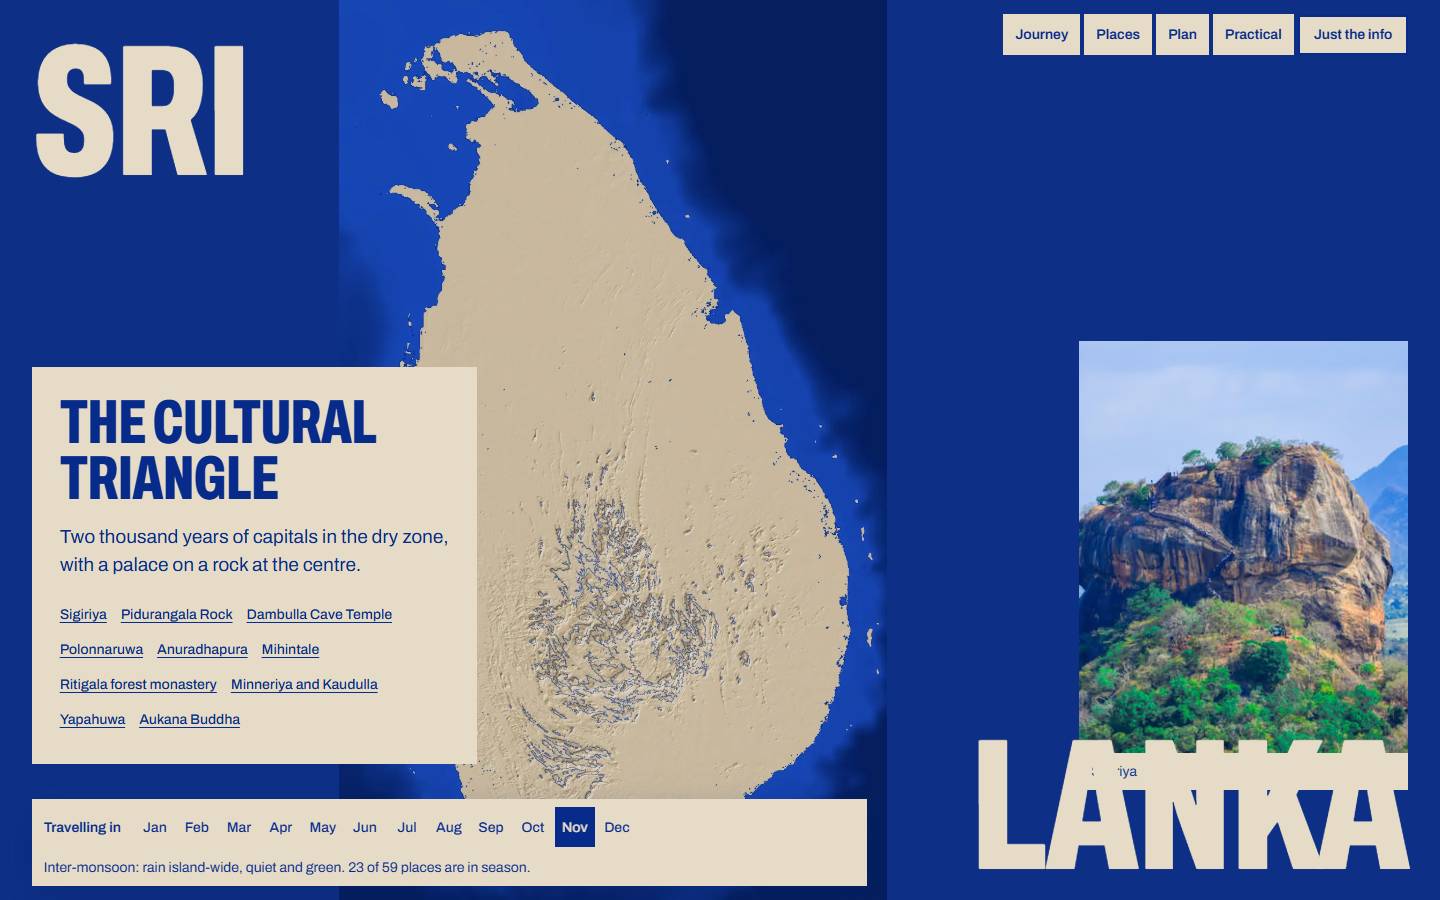 SRI
Journey
Places
Plan
Practical
Just the info
THE CULTURAL
TRIANGLE
Two thousand years of capitals in the dry zone,
with a palace on a rock at the centre.
Sigiriya Pidurangala Rock Dambulla Cave Temple
Polonnaruwa Anuradhapura Mihintale
Ritigala forest monastery Minneriya and Kaudulla
Yapahuwa Aukana Buddha
Travelling in Jan Feb Mar Apr May Jun Jul Aug Sep Oct Nov Dec
Inter-monsoon: rain island-wide, quiet and green. 23 of 59 places are in season.
LANKA